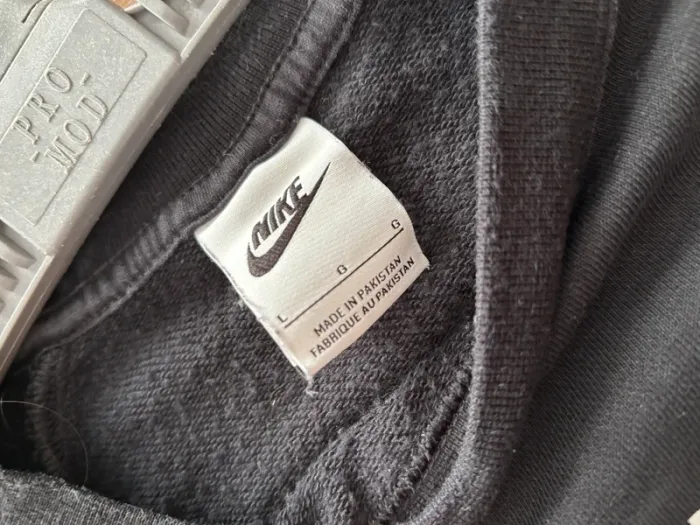 -PRO-
-MOD-
NIKE
L G G
MADE IN PAKISTAN
FABRIQUE AU PAKISTAN